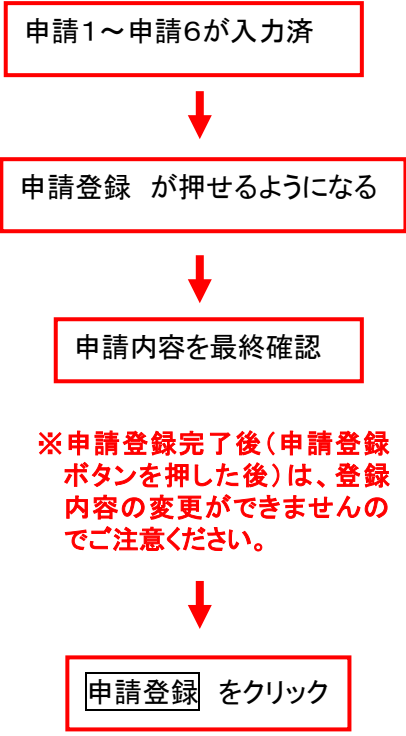 申請1～申請6が入力済
申請登録　が押せるようになる
申請内容を最終確認
※申請登録完了後（申請登録
ボタンを押した後）は、登録
内容の変更ができませんの
でご注意ください。
申請登録　をクリック